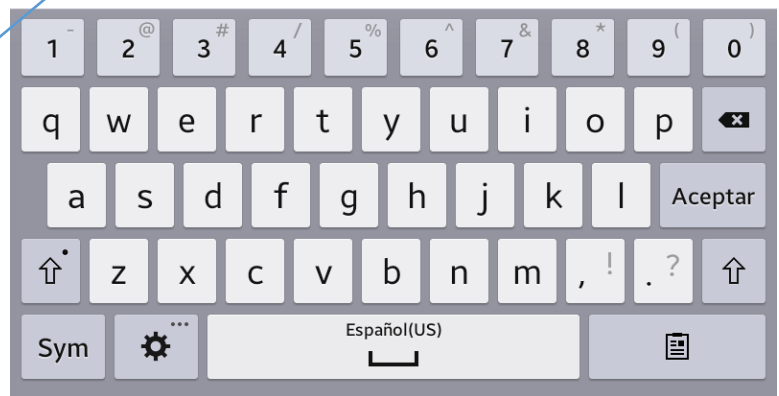 1 - 2 @ 3 # 4 / 5 % 6 ^ 7 & 8 * 9 ( 0 )
q w e r t y u i o p
a s d f g h j k l Aceptar
z x c v b n m , ! . ?
Sym Español(US)